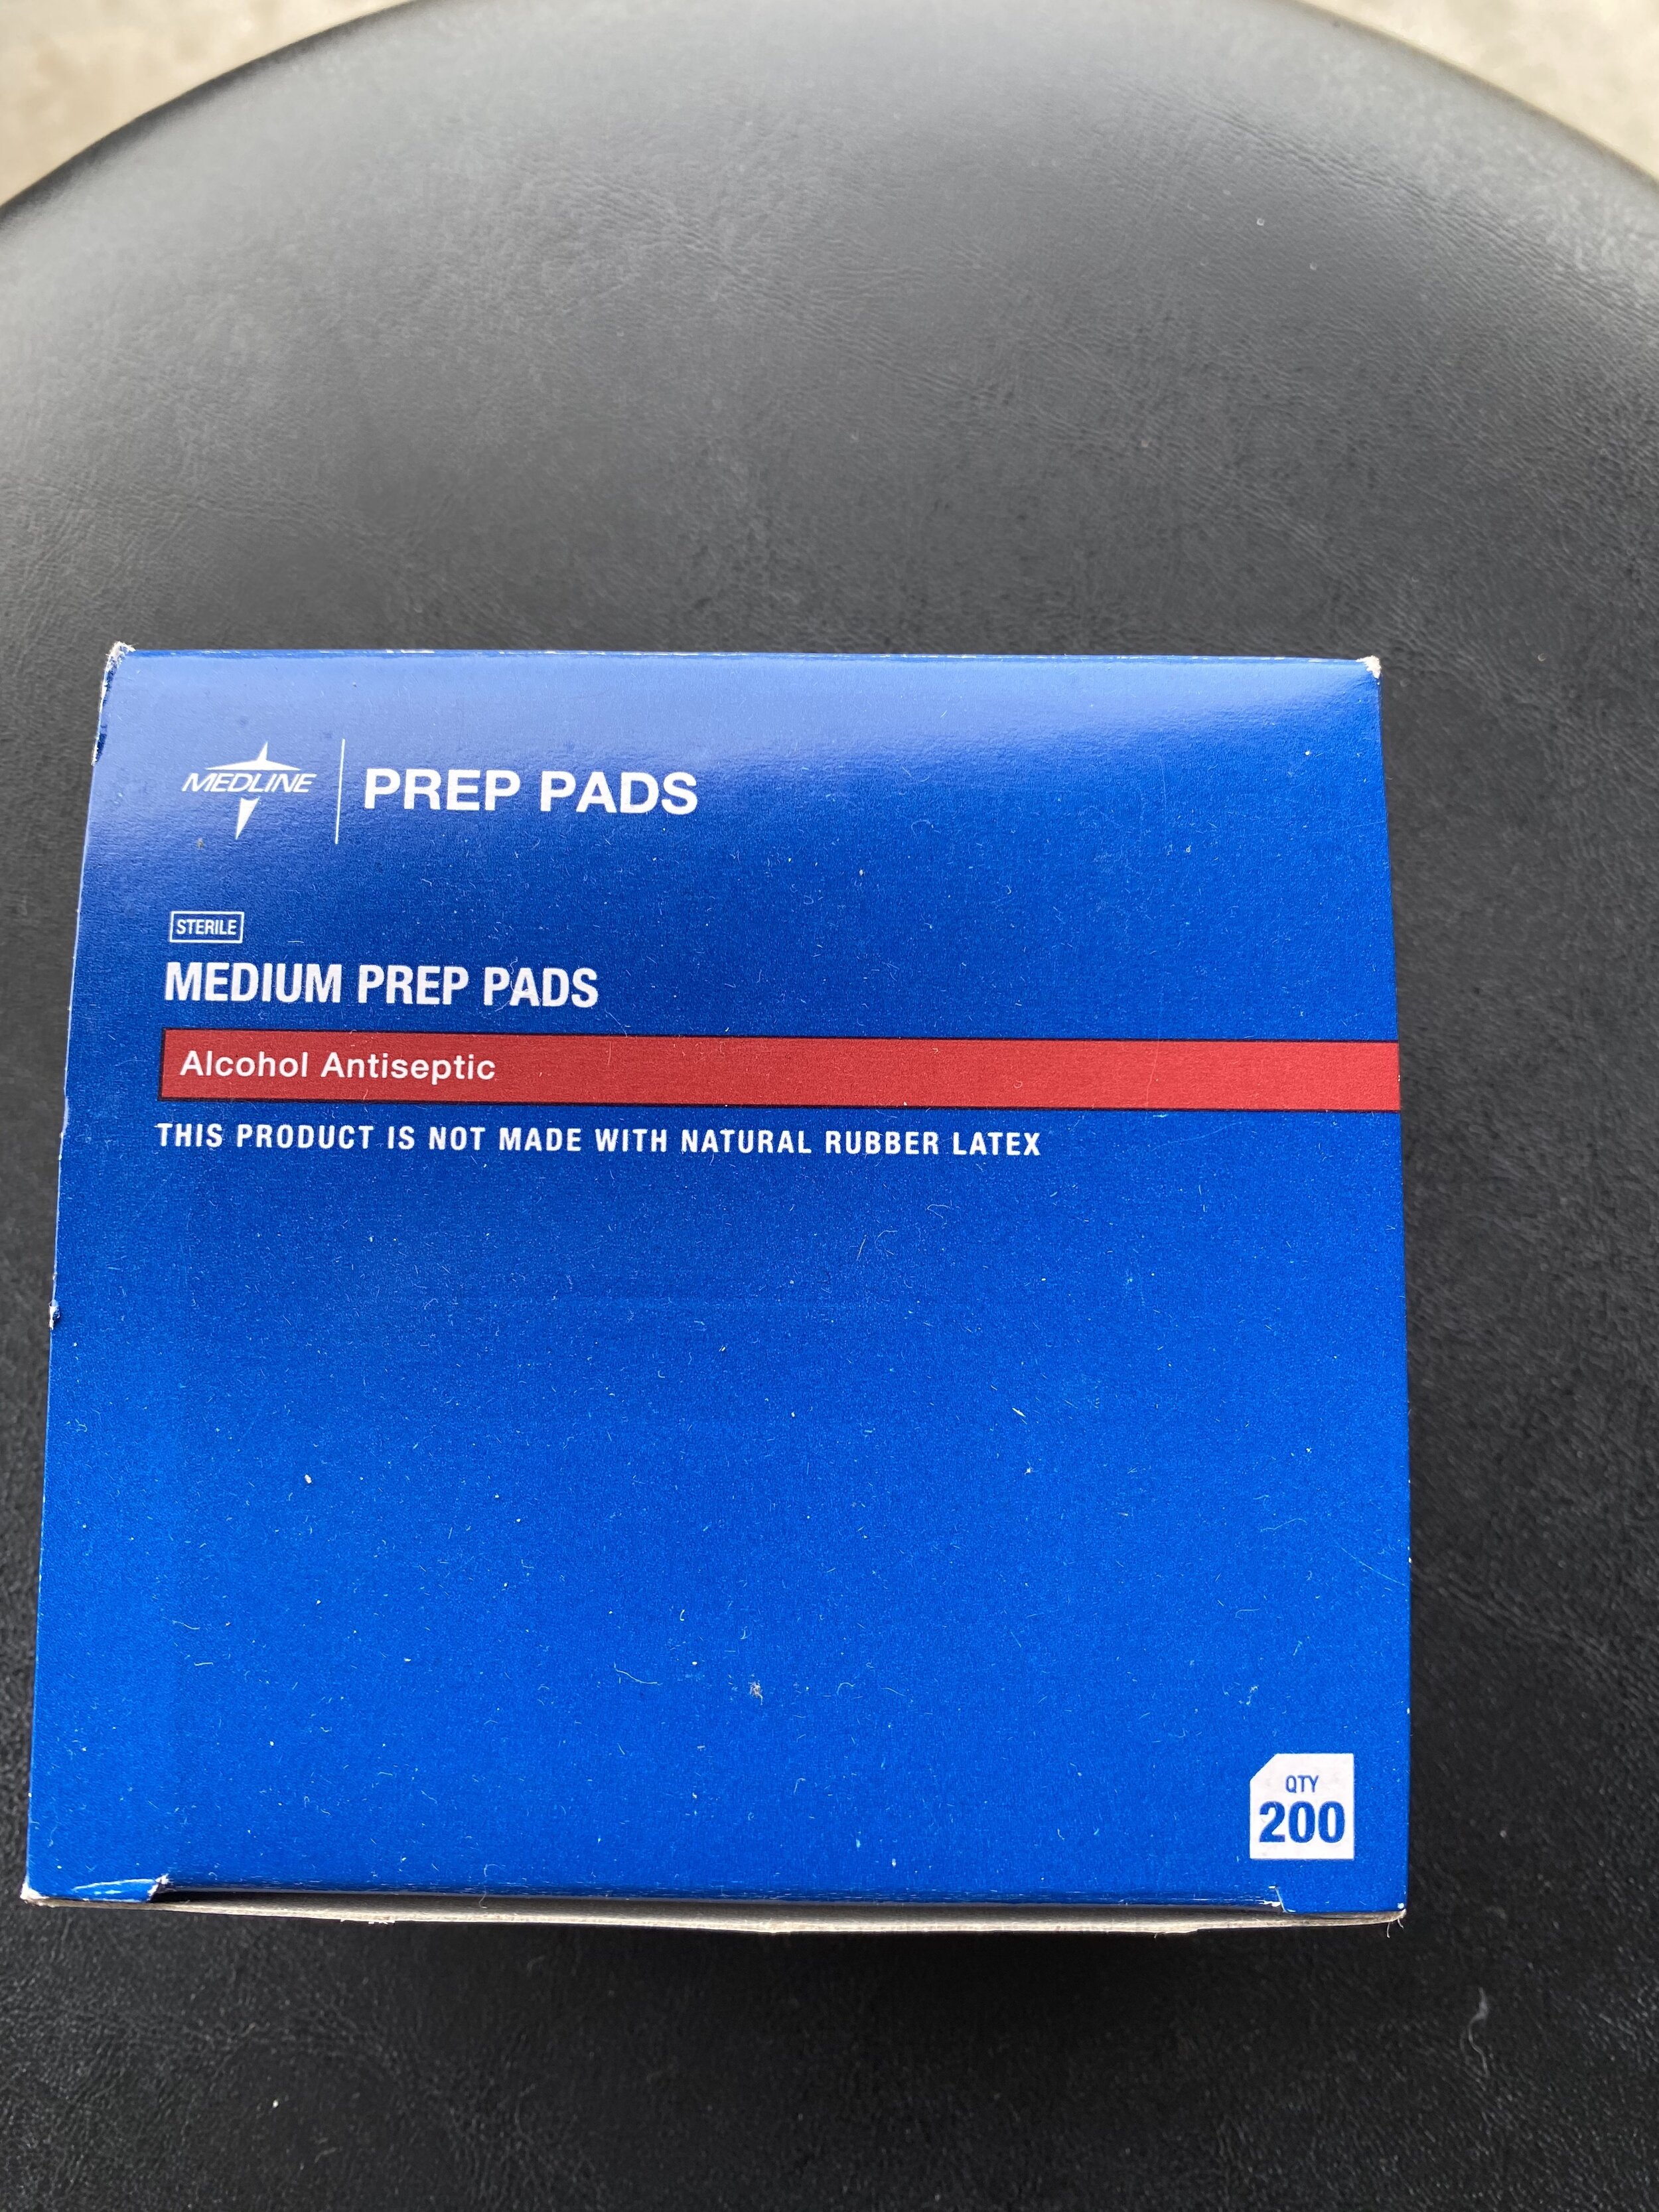 MEDLINE
PREP PADS
STERILE
MEDIUM PREP PADS
Alcohol Antiseptic
THIS PRODUCT IS NOT MADE WITH NATURAL RUBBER LATEX
QTY
200